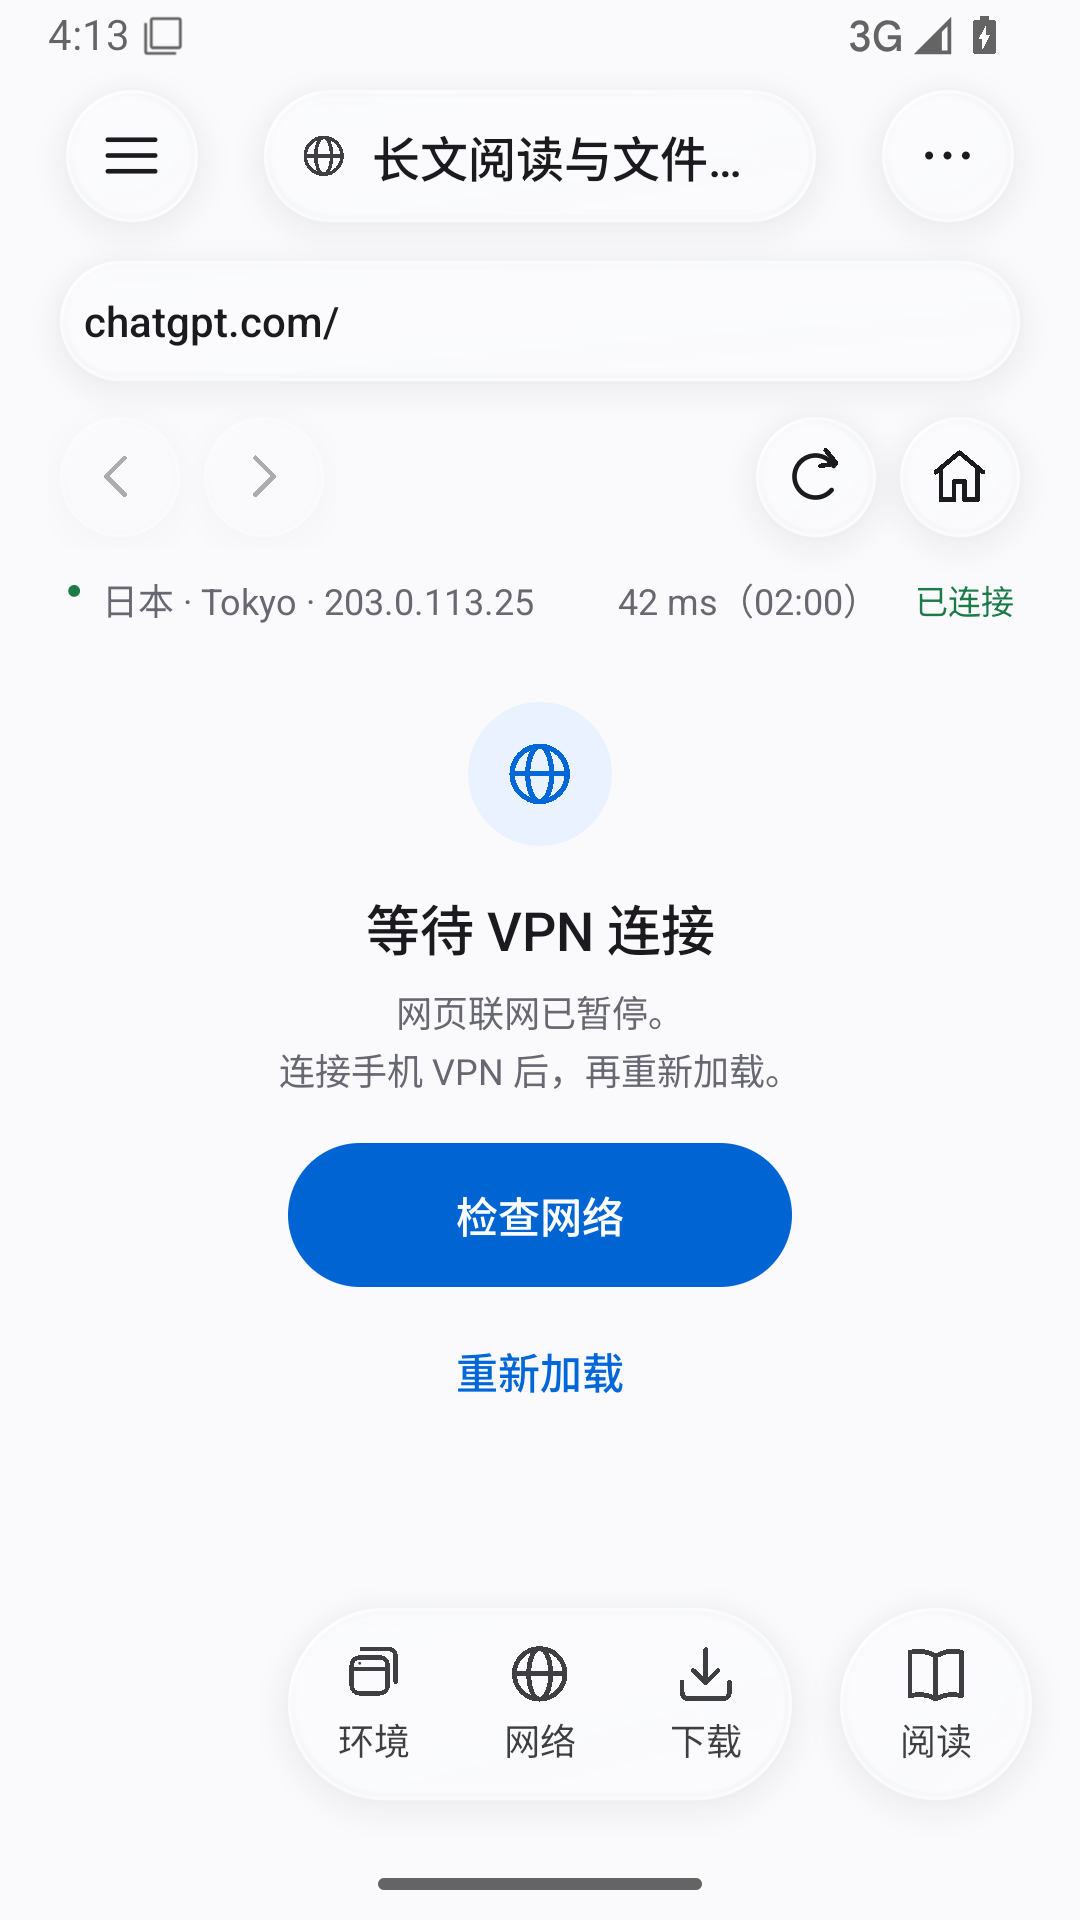 4:13
3G
长文阅读与文件...
chatgpt.com/
日本 · Tokyo · 203.0.113.25 42 ms（02:00） 已连接
等待 VPN 连接
网页联网已暂停。
连接手机 VPN 后，再重新加载。
检查网络
重新加载
环境 网络 下载 阅读